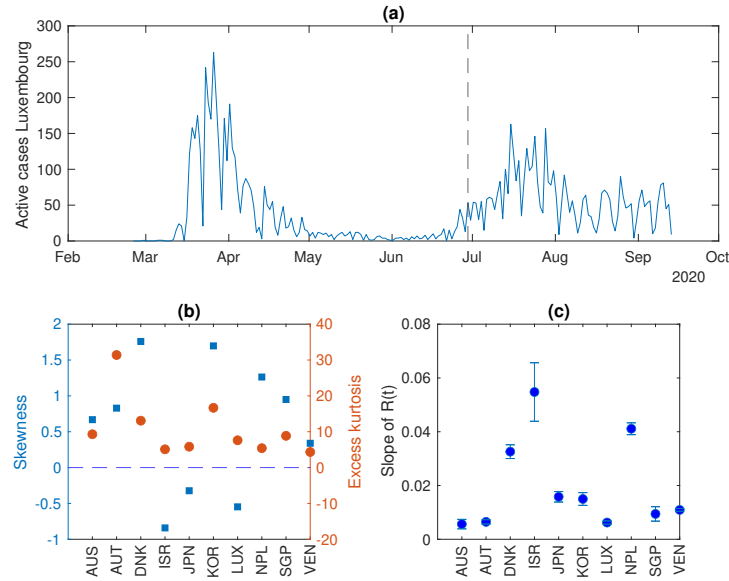 (a)
Active cases Luxembourg
300
250
200
150
100
50
0
Feb Mar Apr May Jun Jul Aug Sep Oct
2020
(b)
Skewness
2
1.5
1
0.5
0
-0.5
-1
40
30
20
10
0
-10
-20
Excess kurtosis
AUS AUT DNK ISR JPN KOR LUX NPL SGP VEN
(c)
Slope of R(t)
0.08
0.06
0.04
0.02
0
AUS AUT DNK ISR JPN KOR LUX NPL SGP VEN